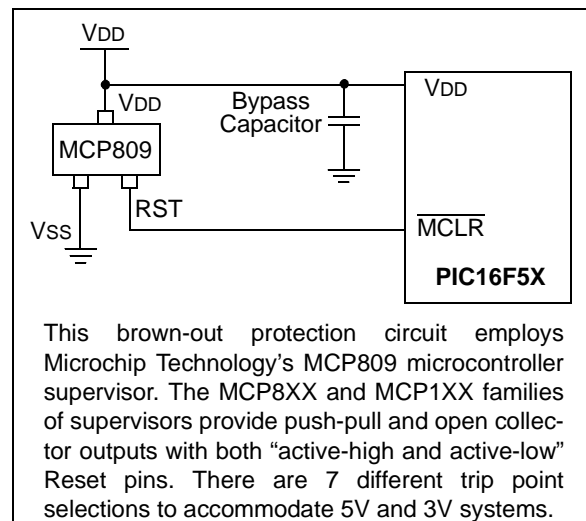 VDD
VDD
VDD
Bypass
Capacitor
MCP809
RST
VSS
MCLR
PIC16F5X
This brown-out protection circuit employs
Microchip Technology's MCP809 microcontroller
supervisor. The MCP8XX and MCP1XX families
of supervisors provide push-pull and open collec-
tor outputs with both “active-high and active-low”
Reset pins. There are 7 different trip point
selections to accommodate 5V and 3V systems.